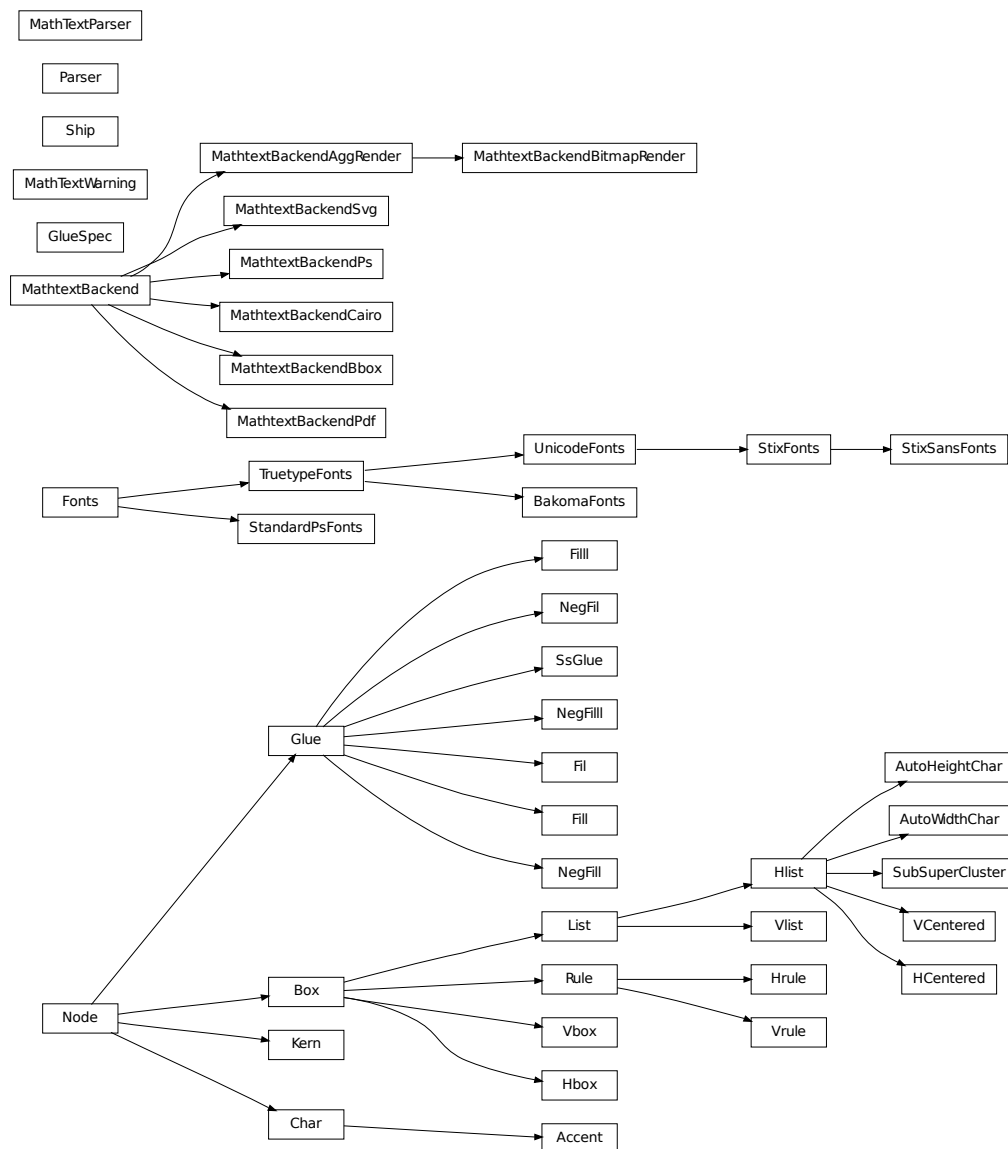 MathTextParser
Parser
Ship
MathtextBackendAggRender
MathtextBackendBitmapRender
MathTextWarning
MathtextBackendSvg
GlueSpec
MathtextBackendPs
MathtextBackend
MathtextBackendCairo
MathtextBackendBbox
MathtextBackendPdf
UnicodeFonts
StixFonts
StixSansFonts
TruetypeFonts
Fonts
BakomaFonts
StandardPsFonts
Filll
NegFil
SsGlue
NegFilll
Glue
Fil
AutoHeightChar
Fill
AutoWidthChar
NegFill
Hlist
SubSuperCluster
List
Vlist
VCentered
Rule
Hrule
HCentered
Box
Node
Vbox
Vrule
Kern
Hbox
Char
Accent